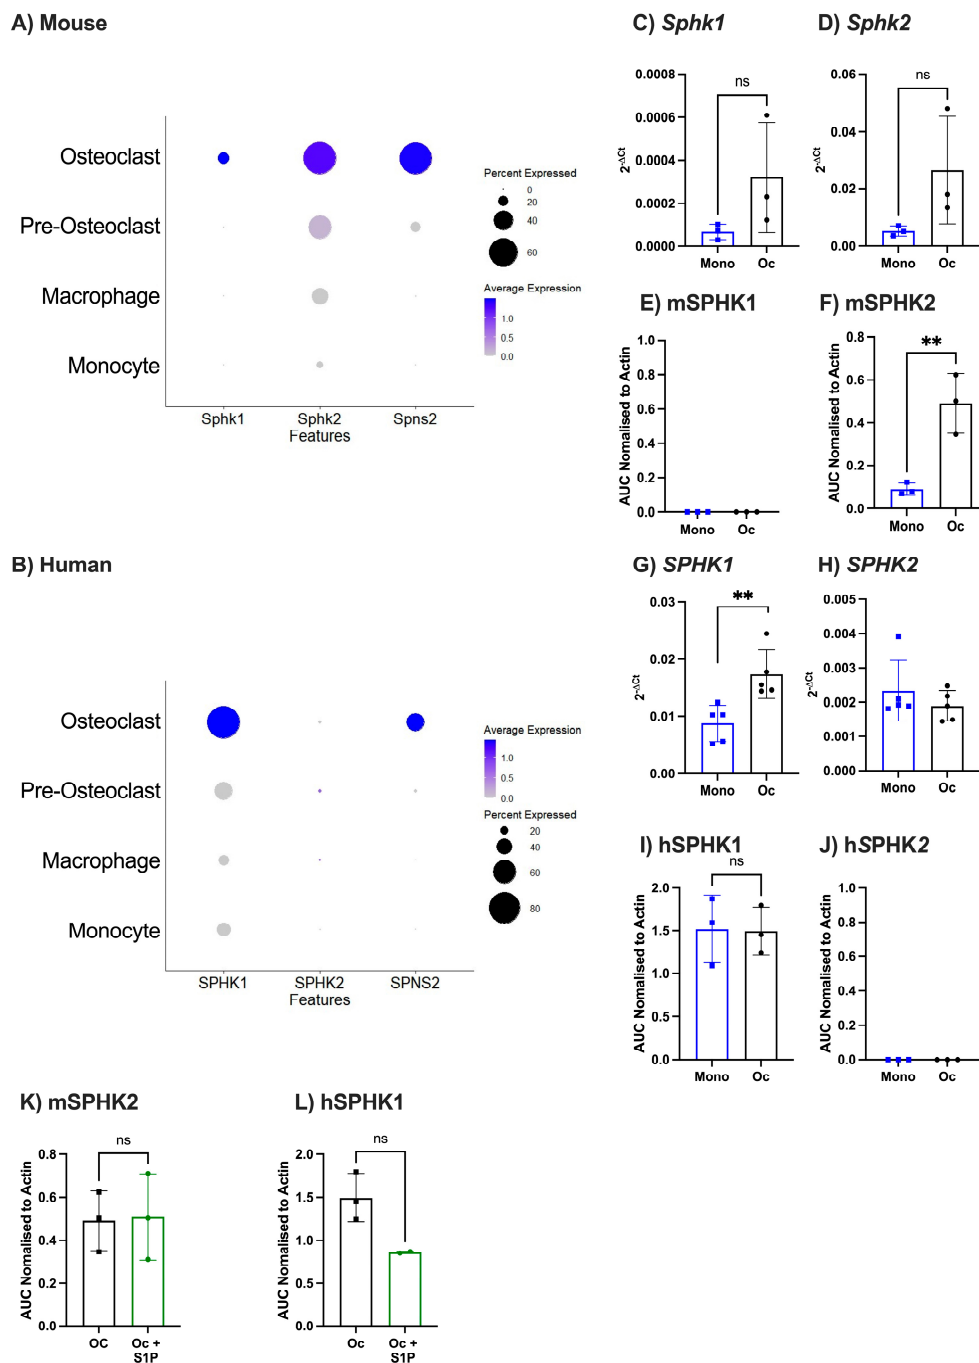 A) Mouse
Osteoclast
Pre-Osteoclast
Macrophage
Monocyte
Sphk1 Sphk2 Spns2
Features
Percent Expressed
0
20
40
60
Average Expression
1.0
0.5
0.0
C) Sphk1
0.0008
0.0006
0.0004
0.0002
0.0000
2^-ΔCt
ns
Mono Oc
D) Sphk2
0.06
0.04
0.02
0.00
2^-ΔCt
ns
Mono Oc
E) mSPHK1
1.0
0.8
0.6
0.4
0.2
0.0
AUC Nomalised to Actin
Mono Oc
F) mSPHK2
0.8
0.6
0.4
0.2
0.0
AUC Nomalised to Actin
**
Mono Oc
B) Human
Osteoclast
Pre-Osteoclast
Macrophage
Monocyte
SPHK1 SPHK2 SPNS2
Features
Average Expression
1.0
0.5
0.0
Percent Expressed
20
40
60
80
G) SPHK1
0.03
0.02
0.01
0.00
2^-ΔCt
**
Mono Oc
H) SPHK2
0.005
0.004
0.003
0.002
0.001
0.000
2^-ΔCt
Mono Oc
I) hSPHK1
2.0
1.5
1.0
0.5
0.0
AUC Nomalised to Actin
ns
Mono Oc
J) hSPHK2
1.0
0.8
0.6
0.4
0.2
0.0
AUC Nomalised to Actin
Mono Oc
K) mSPHK2
0.8
0.6
0.4
0.2
0.0
AUC Nomalised to Actin
ns
OC Oc +
S1P
L) hSPHK1
2.0
1.5
1.0
0.5
0.0
AUC Nomalised to Actin
ns
Oc Oc +
S1P